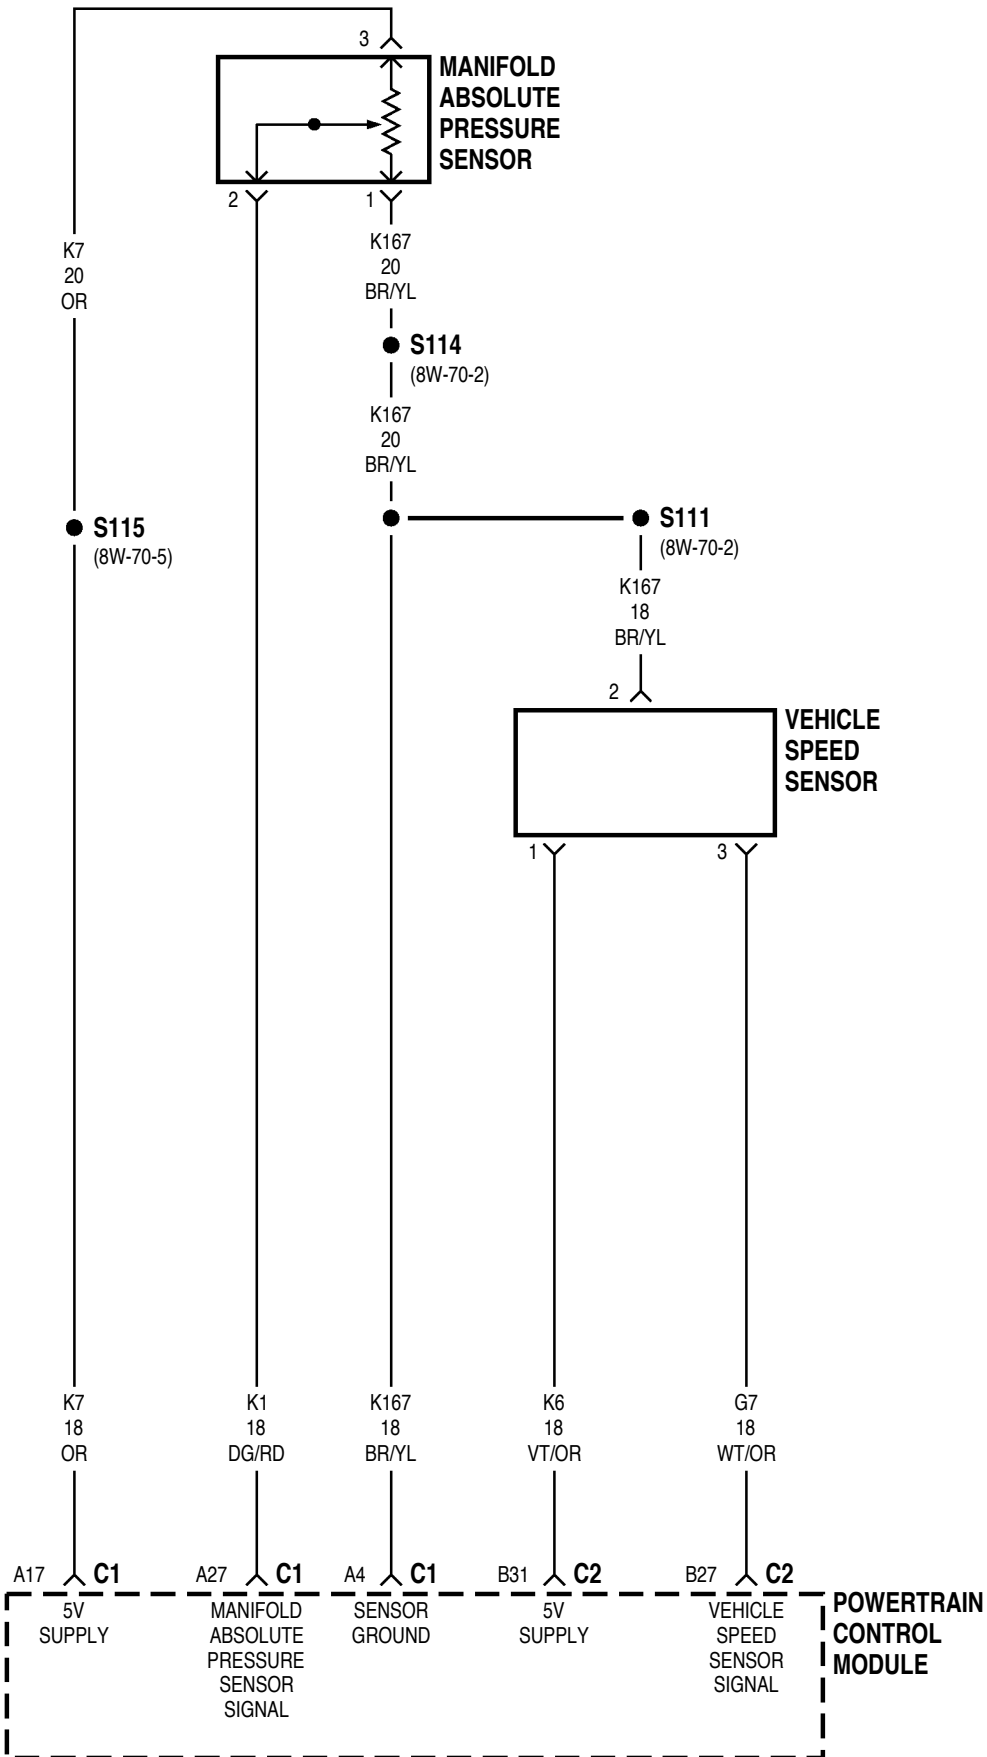 3
MANIFOLD
ABSOLUTE
PRESSURE
SENSOR
2
1
K7
20
OR
K167
20
BR/YL
S114
(8W-70-2)
K167
20
BR/YL
S115
(8W-70-5)
S111
(8W-70-2)
K167
18
BR/YL
2
VEHICLE
SPEED
SENSOR
1
3
K7
18
OR
K1
18
DG/RD
K167
18
BR/YL
K6
18
VT/OR
G7
18
WT/OR
A17 C1
A27 C1
A4 C1
B31 C2
B27 C2
5V
SUPPLY
MANIFOLD
ABSOLUTE
PRESSURE
SENSOR
SIGNAL
SENSOR
GROUND
5V
SUPPLY
VEHICLE
SPEED
SENSOR
SIGNAL
POWERTRAIN
CONTROL
MODULE